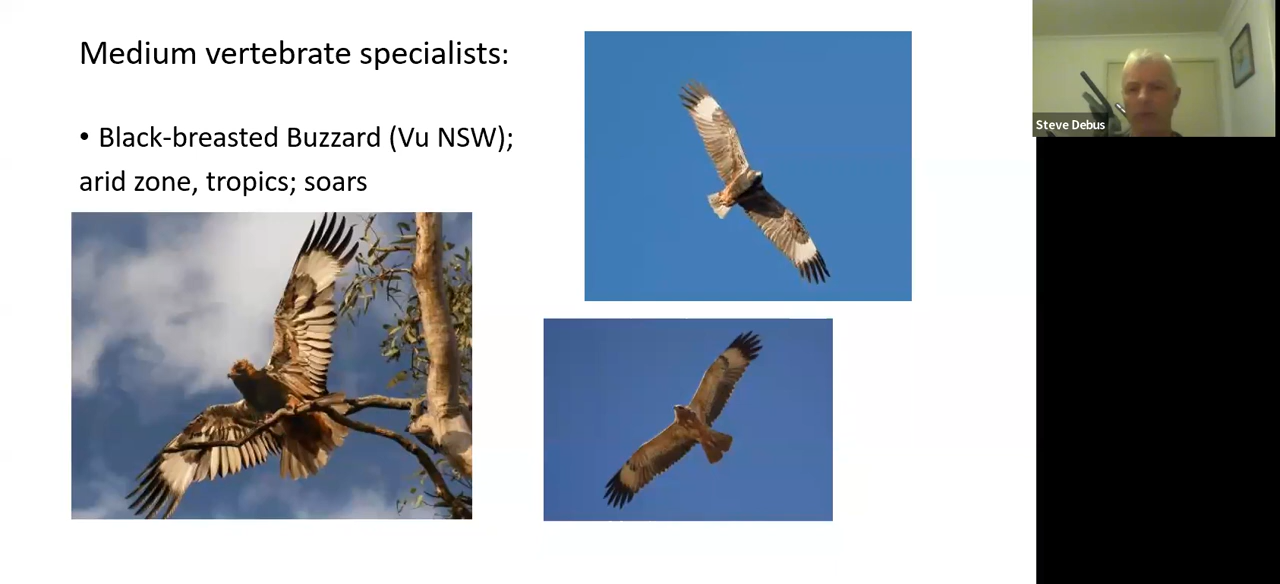 Medium vertebrate specialists:
• Black-breasted Buzzard (Vu NSW);
arid zone, tropics; soars
Steve Debus